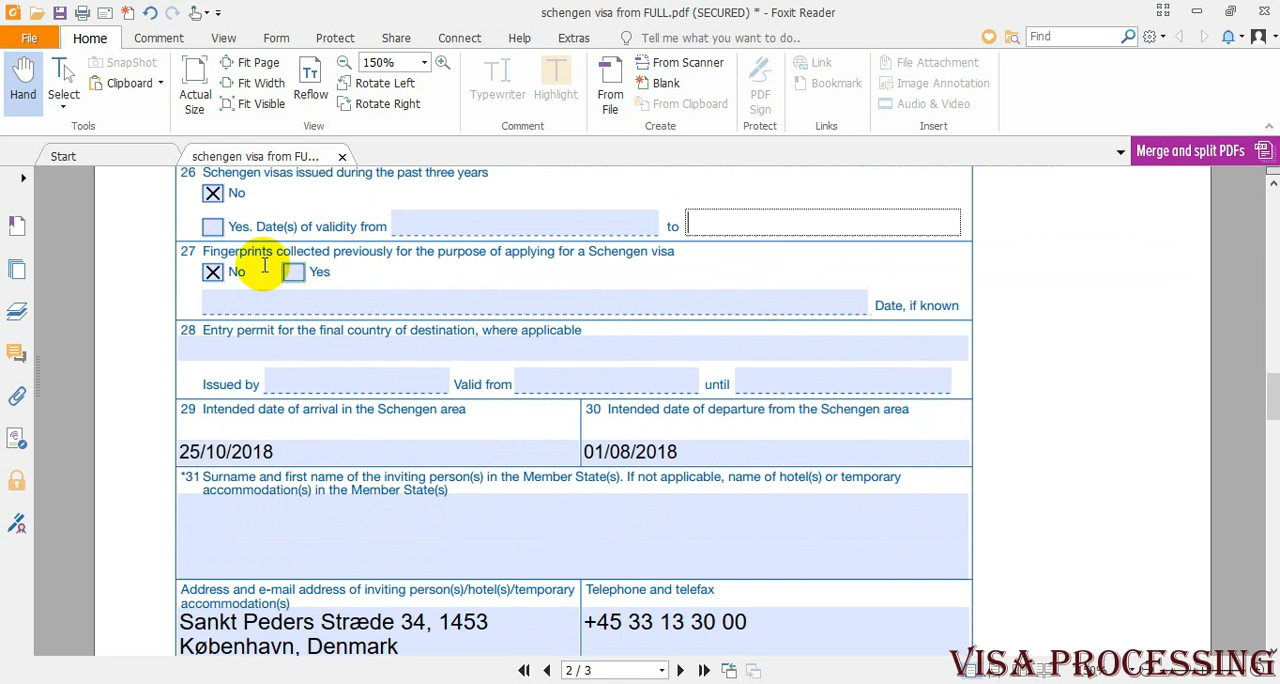 schengen visa from FULL.pdf (SECURED) * - Foxit Reader
File Home Comment View Form Protect Share Connect Help Extras Tell me what you want to do.. Find
Hand
Select
SnapShot
Clipboard
Tools
Actual
Size
Fit Page
Fit Width
Fit Visible
Reflow
150%
Rotate Left
Rotate Right
View
Typewriter
Highlight
Comment
From
File
From Scanner
Blank
From Clipboard
Create
PDF
Sign
Protect
Link
Bookmark
Links
File Attachment
Image Annotation
Audio & Video
Insert
Start
schengen visa from FU...
Merge and split PDFs
26 Schengen visas issued during the past three years
No
Yes. Date(s) of validity from to
27 Fingerprints collected previously for the purpose of applying for a Schengen visa
No Yes
Date, if known
28 Entry permit for the final country of destination, where applicable
Issued by Valid from until
29 Intended date of arrival in the Schengen area
25/10/2018
30 Intended date of departure from the Schengen area
01/08/2018
*31 Surname and first name of the inviting person(s) in the Member State(s). If not applicable, name of hotel(s) or temporary
accommodation(s) in the Member State(s)
Address and e-mail address of inviting person(s)/hotel(s)/temporary
accommodation(s)
Sankt Peders Stræde 34, 1453
København, Denmark
Telephone and telefax
+45 33 13 30 00
2 / 3
VISA PROCESSING